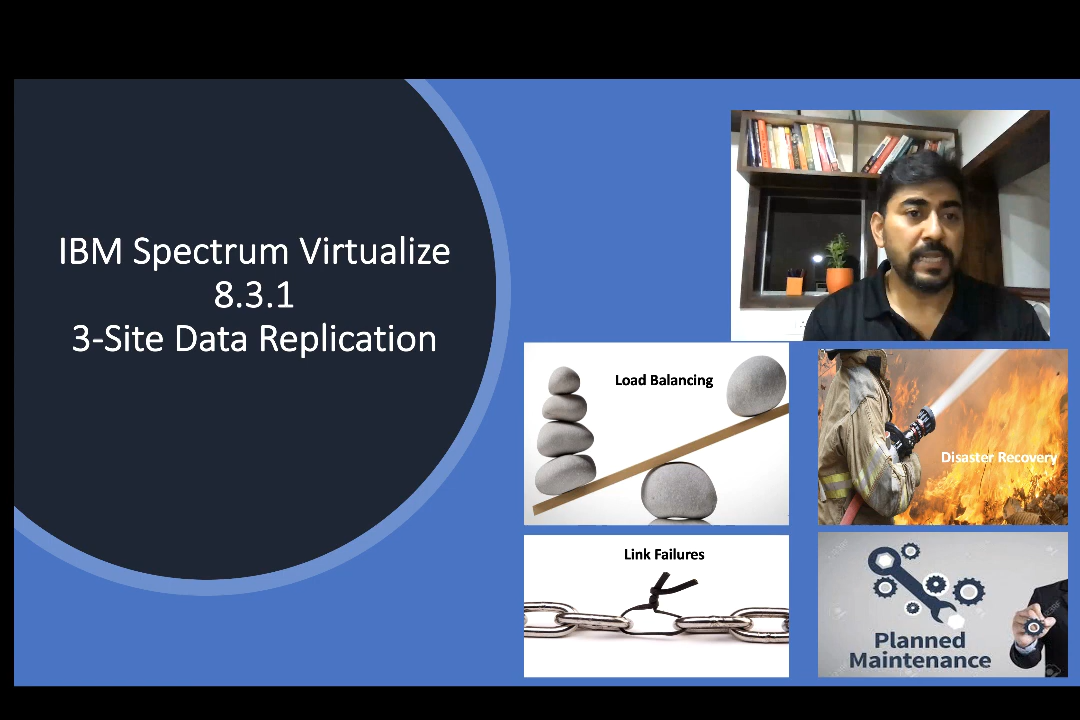 IBM Spectrum Virtualize
8.3.1
3-Site Data Replication
Load Balancing
Disaster Recovery
Link Failures
Planned
Maintenance